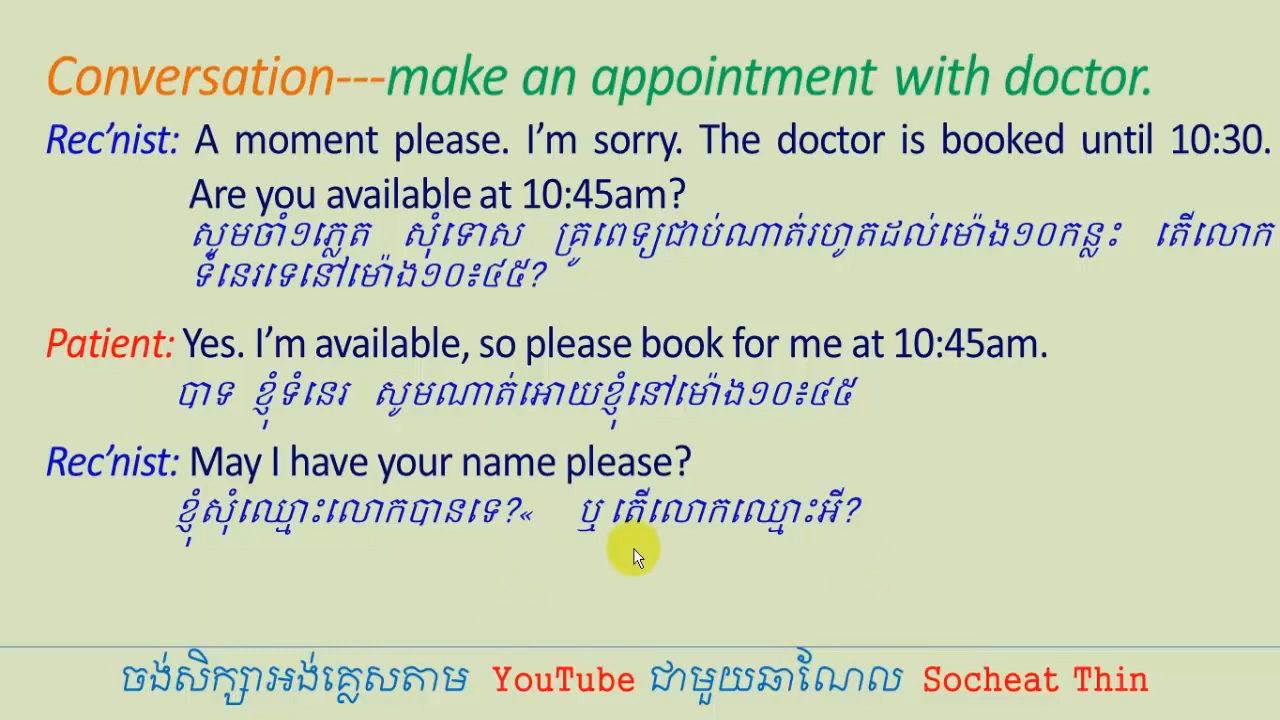 Conversation---make an appointment with doctor.
Rec’nist: A moment please. I’m sorry. The doctor is booked until 10:30.
Are you available at 10:45am?
សូមចាំ១ភ្លេត សុំទោស គ្រូពេទ្យជាប់ណាត់រហូតដល់ម៉ោង១០កន្លះ តើលោក
ទំនេរទេនៅម៉ោង១០៖៤៥?
Patient: Yes. I’m available, so please book for me at 10:45am.
បាទ ខ្ញុំទំនេរ សូមណាត់អោយខ្ញុំនៅម៉ោង១០៖៤៥
Rec’nist: May I have your name please?
ខ្ញុំសុំឈ្មោះលោកបានទេ?« ឬ តើលោកឈ្មោះអី?
ចង់សិក្សាអង់គ្លេសតាម YouTube ជាមួយឆាណែល Socheat Thin